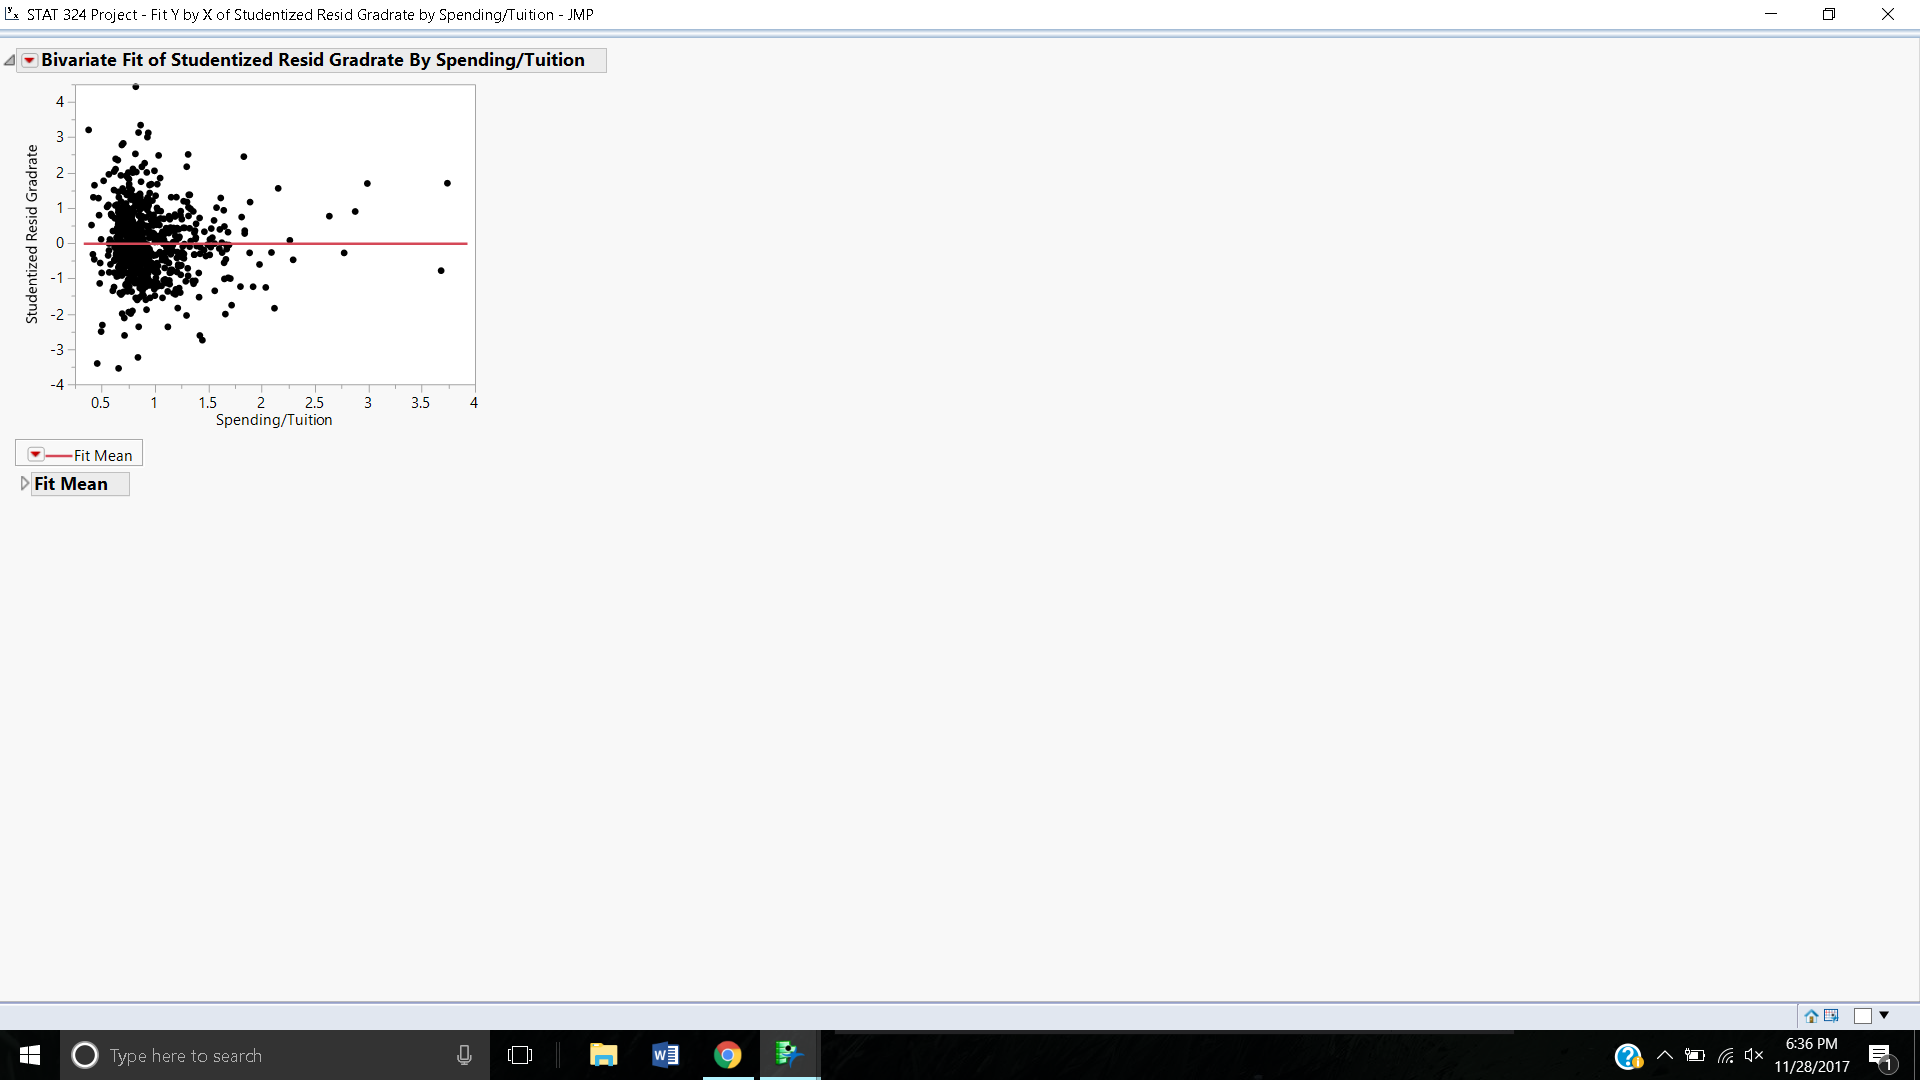 STAT 324 Project - Fit Y by X of Studentized Resid Gradrate by Spending/Tuition - JMP
Bivariate Fit of Studentized Resid Gradrate By Spending/Tuition
Studentized Resid Gradrate
4
3
2
1
0
-1
-2
-3
-4
0.5 1 1.5 2 2.5 3 3.5 4
Spending/Tuition
Fit Mean
Fit Mean
Type here to search
6:36 PM
11/28/2017
1